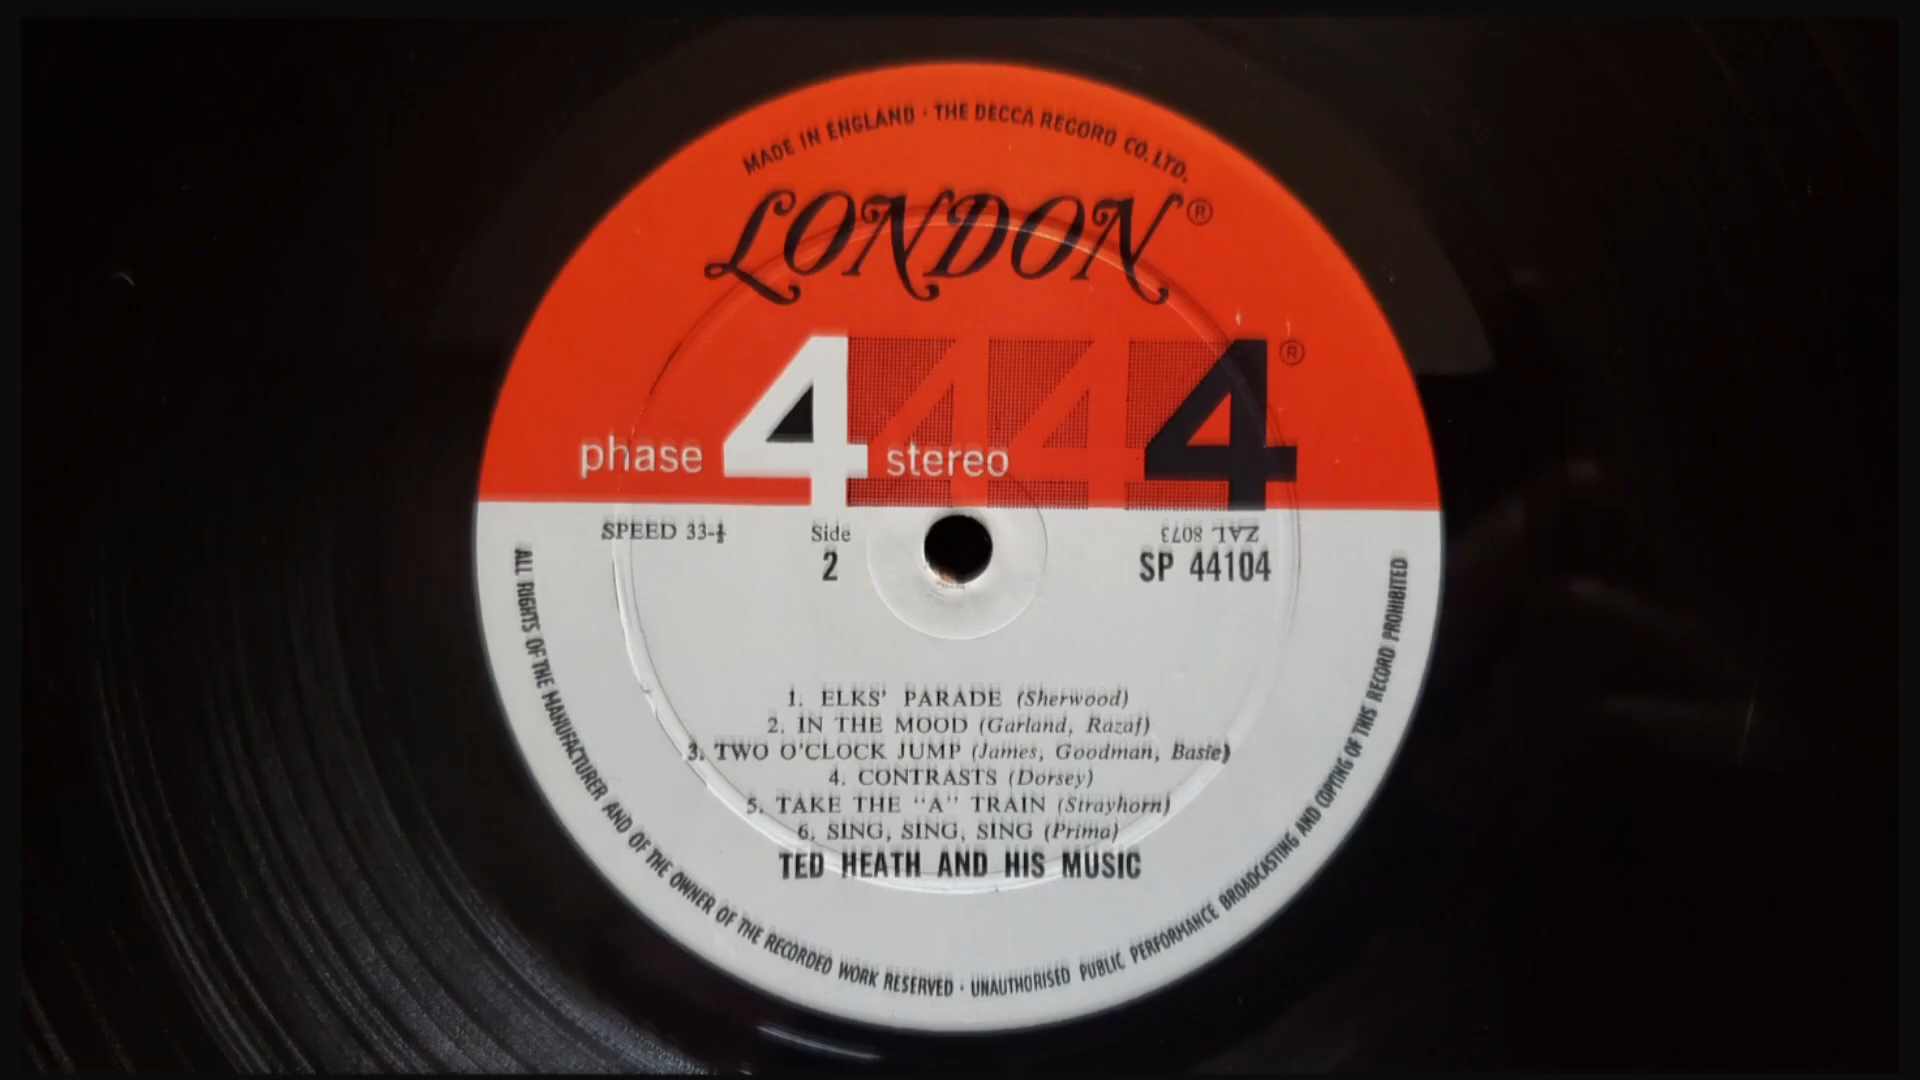 MADE IN ENGLAND · THE DECCA RECORD CO. LTD.
LONDON®
phase 4 stereo 4 4 4®
SPEED 33-⅓
Side
2
ZAL 8073
SP 44104
1. ELKS' PARADE (Sherwood)
2. IN THE MOOD (Garland, Razaf)
3. TWO O'CLOCK JUMP (James, Goodman, Basie)
4. CONTRASTS (Dorsey)
5. TAKE THE "A" TRAIN (Strayhorn)
6. SING, SING, SING (Prima)
TED HEATH AND HIS MUSIC
ALL RIGHTS OF THE MANUFACTURER AND OF THE OWNER OF THE RECORDED WORK RESERVED · UNAUTHORISED PUBLIC PERFORMANCE BROADCASTING AND COPYING OF THIS RECORD PROHIBITED